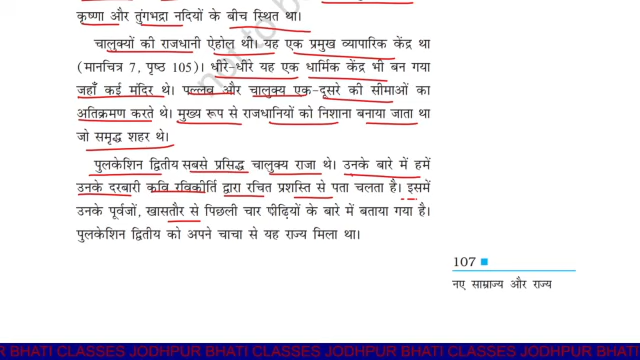 कृष्णा और तुंगभद्रा नदियों के बीच स्थित था।
चालुक्यों की राजधानी ऐहोल थी। यह एक प्रमुख व्यापारिक केंद्र था
(मानचित्र 7, पृष्ठ 105)। धीरे-धीरे यह एक धार्मिक केंद्र भी बन गया
जहाँ कई मंदिर थे। पल्लव और चालुक्य एक-दूसरे की सीमाओं का
अतिक्रमण करते थे। मुख्य रूप से राजधानियों को निशाना बनाया जाता था
जो समृद्ध शहर थे।
पुलकेशिन द्वितीय सबसे प्रसिद्ध चालुक्य राजा थे। उनके बारे में हमें
उनके दरबारी कवि रविकीर्ति द्वारा रचित प्रशस्ति से पता चलता है। इसमें
उनके पूर्वजों, खासतौर से पिछली चार पीढ़ियों के बारे में बताया गया है।
पुलकेशिन द्वितीय को अपने चाचा से यह राज्य मिला था।
107
नए साम्राज्य और राज्य
R BHATI CLASSES JODHPUR BHATI CLASSES JODHPUR BHATI CLASSES JODHPUR BHATI CLASSES JODHPUR BHATI